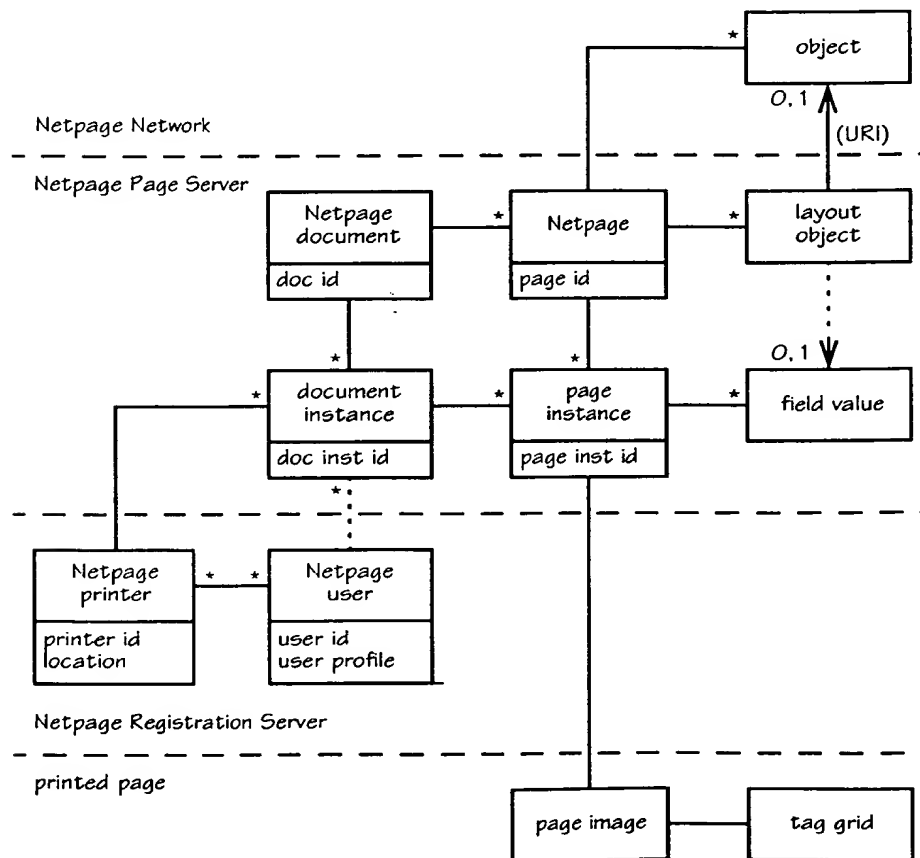 *
object
0, 1
(URI)
Netpage Network
Netpage Page Server
Netpage
document
doc id
*
Netpage
page id
*
layout
object
*
*
0, 1
*
document
instance
doc inst id
*
page
instance
page inst id
*
field value
*
Netpage
printer
printer id
location
* *
Netpage
user
user id
user profile
Netpage Registration Server
printed page
page image
tag grid